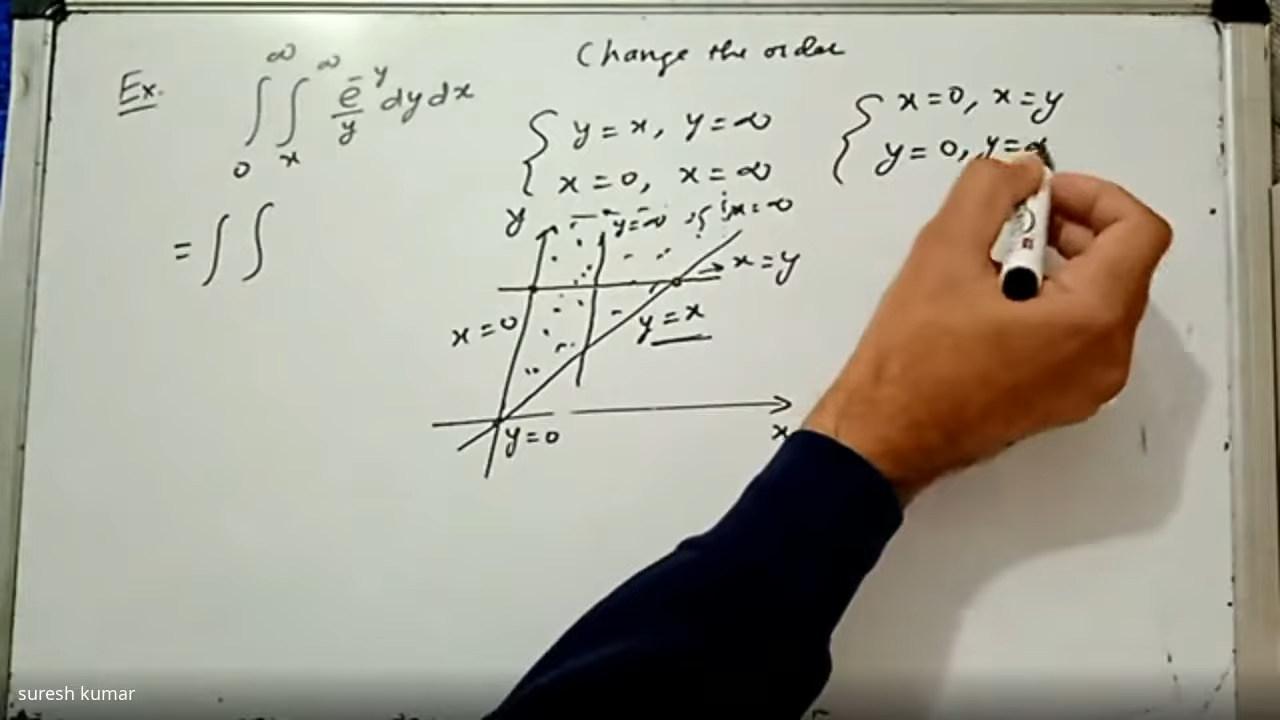 Change the order
Ex. ∫₀^∞ ∫ₓ^∞ e^-y/y dy dx
{ y = x, y = ∞
x = 0, x = ∞
{ x = 0, x = y
y = 0, y = ∞
= ∫ ∫
y
y = ∞
x = ∞
x = y
x = 0
y = x
y = 0
x
suresh kumar